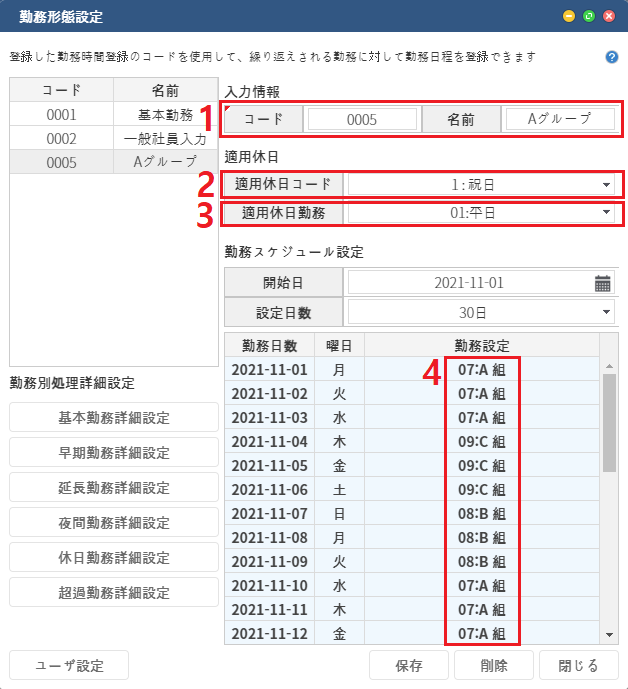 勤務形態設定
登録した勤務時間登録のコードを使用して、繰り返えされる勤務に対して勤務日程を登録できます
?
コード 名前
0001 基本勤務
0002 一般社員入力
0005 Aグループ
勤務別処理詳細設定
基本勤務詳細設定
早期勤務詳細設定
延長勤務詳細設定
夜間勤務詳細設定
休日勤務詳細設定
超過勤務詳細設定
入力情報
1 コード 0005 名前 Aグループ
適用休日
2 適用休日コード 1 : 祝日
3 適用休日勤務 01:平日
勤務スケジュール設定
開始日 2021-11-01
設定日数 30日
勤務日数 曜日 勤務設定
4
2021-11-01 月 07:A 組
2021-11-02 火 07:A 組
2021-11-03 水 07:A 組
2021-11-04 木 09:C 組
2021-11-05 金 09:C 組
2021-11-06 土 09:C 組
2021-11-07 日 08:B 組
2021-11-08 月 08:B 組
2021-11-09 火 08:B 組
2021-11-10 水 07:A 組
2021-11-11 木 07:A 組
2021-11-12 金 07:A 組
ユーザ設定 保存 削除 閉じる